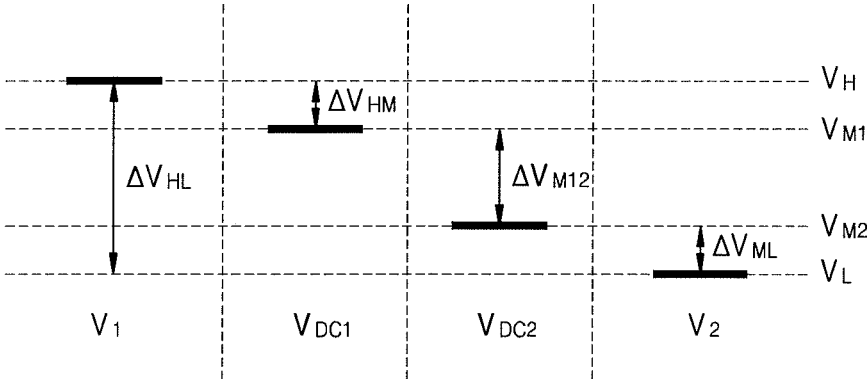 V_H
ΔV_HM
V_M1
ΔV_HL
ΔV_M12
V_M2
ΔV_ML
V_L
V_1 V_DC1 V_DC2 V_2